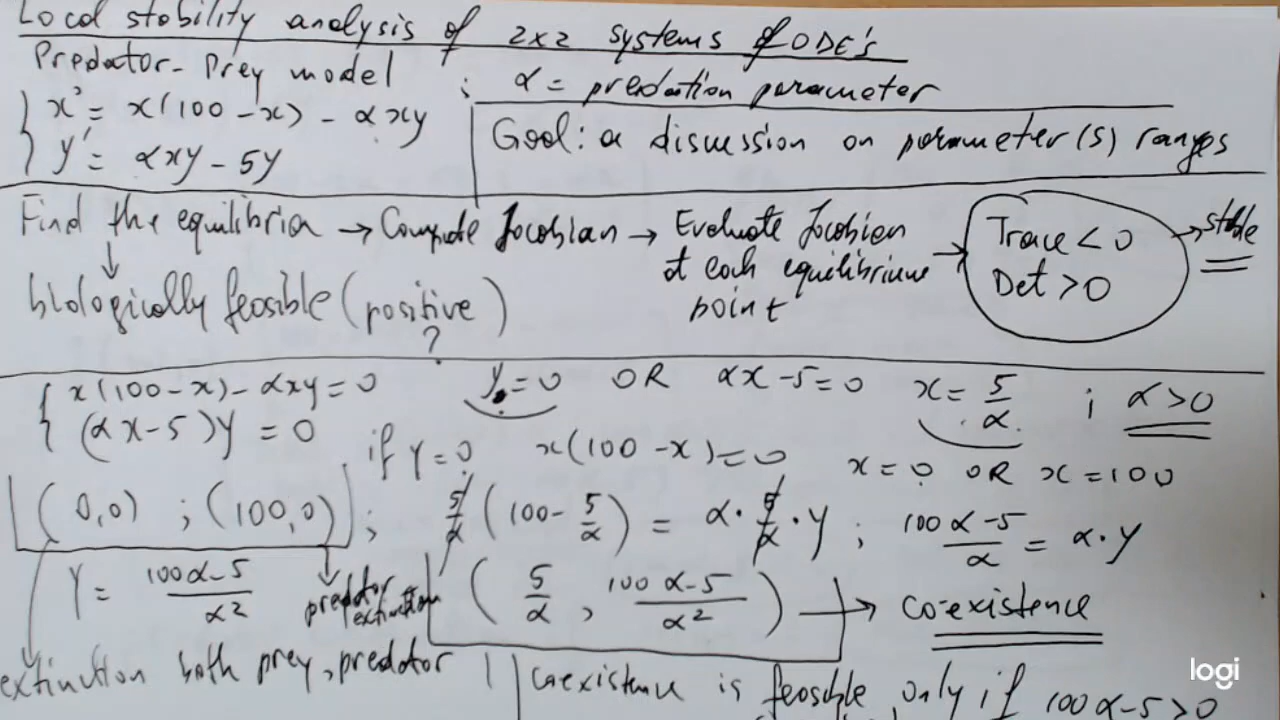 Local stability analysis of 2x2 systems of ODE's
Predator-Prey model ; α = predation parameter
{ x' = x(100-x) - αxy
{ y' = αxy - 5y
Goal: a discussion on parameter(s) ranges
Find the equilibria → Compute Jacobian → Evaluate Jacobian at each equilibrium point → Trace < 0 Det > 0 → stable
↓
biologically feasible (positive)
?
{ x(100-x) - αxy = 0
{ (αx-5)y = 0
y = 0 OR αx-5 = 0 x = 5/α ; α > 0
if y = 0 x(100-x) = 0 x = 0 OR x = 100
(0,0) ; (100,0) ; 5/α (100 - 5/α) = α · 5/α · y ; (100α-5)/α = α · y
y = (100α-5)/α²
predator extinction
(5/α, (100α-5)/α²) → co-existence
extinction both prey, predator
coexistence is feasible only if 100α-5>0
logi